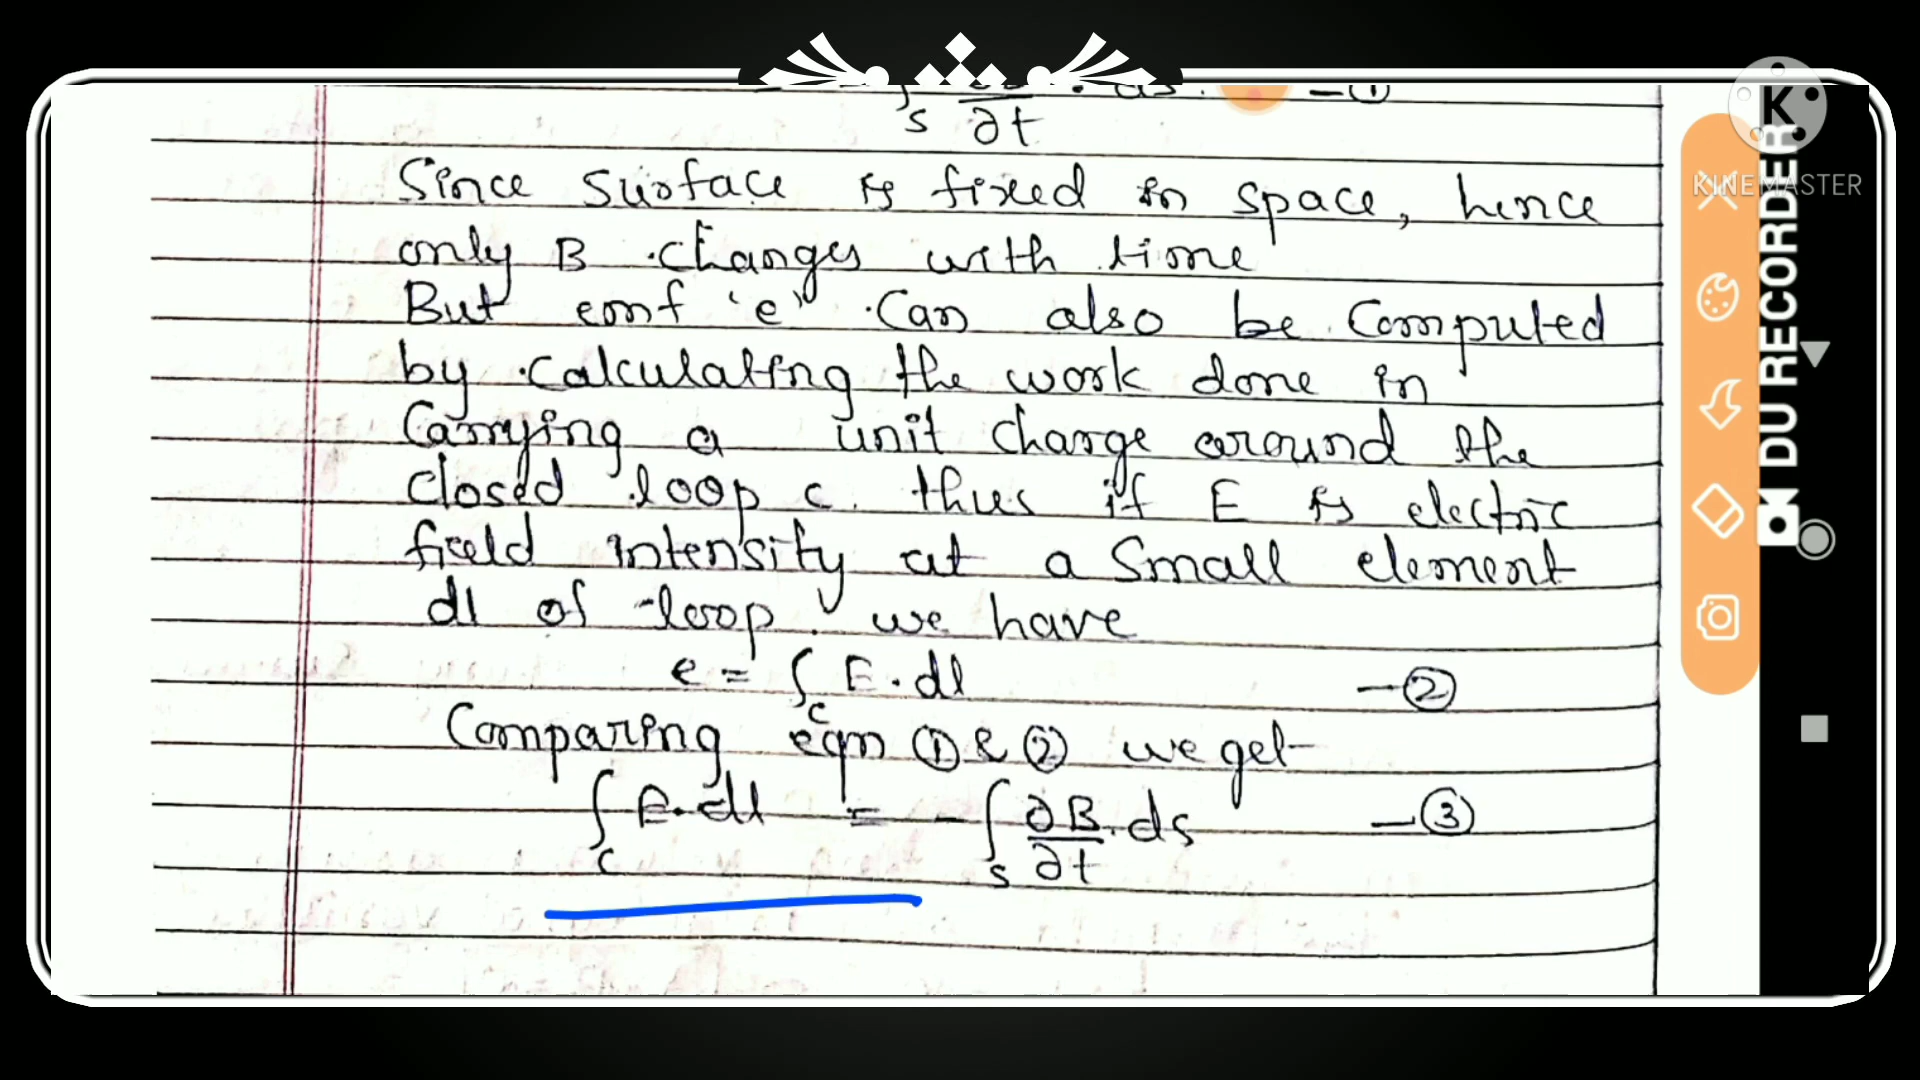 ∫s ∂t . ds. —①
Since surface is fixed in space, hence
only B changes with time
But emf 'e' can also be computed
by calculating the work done in
Carrying a unit charge around the
closed loop c. thus if E is electric
field intensity at a small element
dl of loop. we have
e = ∫c E.dl —②
Comparing eqn ① & ② we get
∫c E.dl = -∫s ∂B/∂t . ds —③
KINEMASTER
DU RECORDER
K